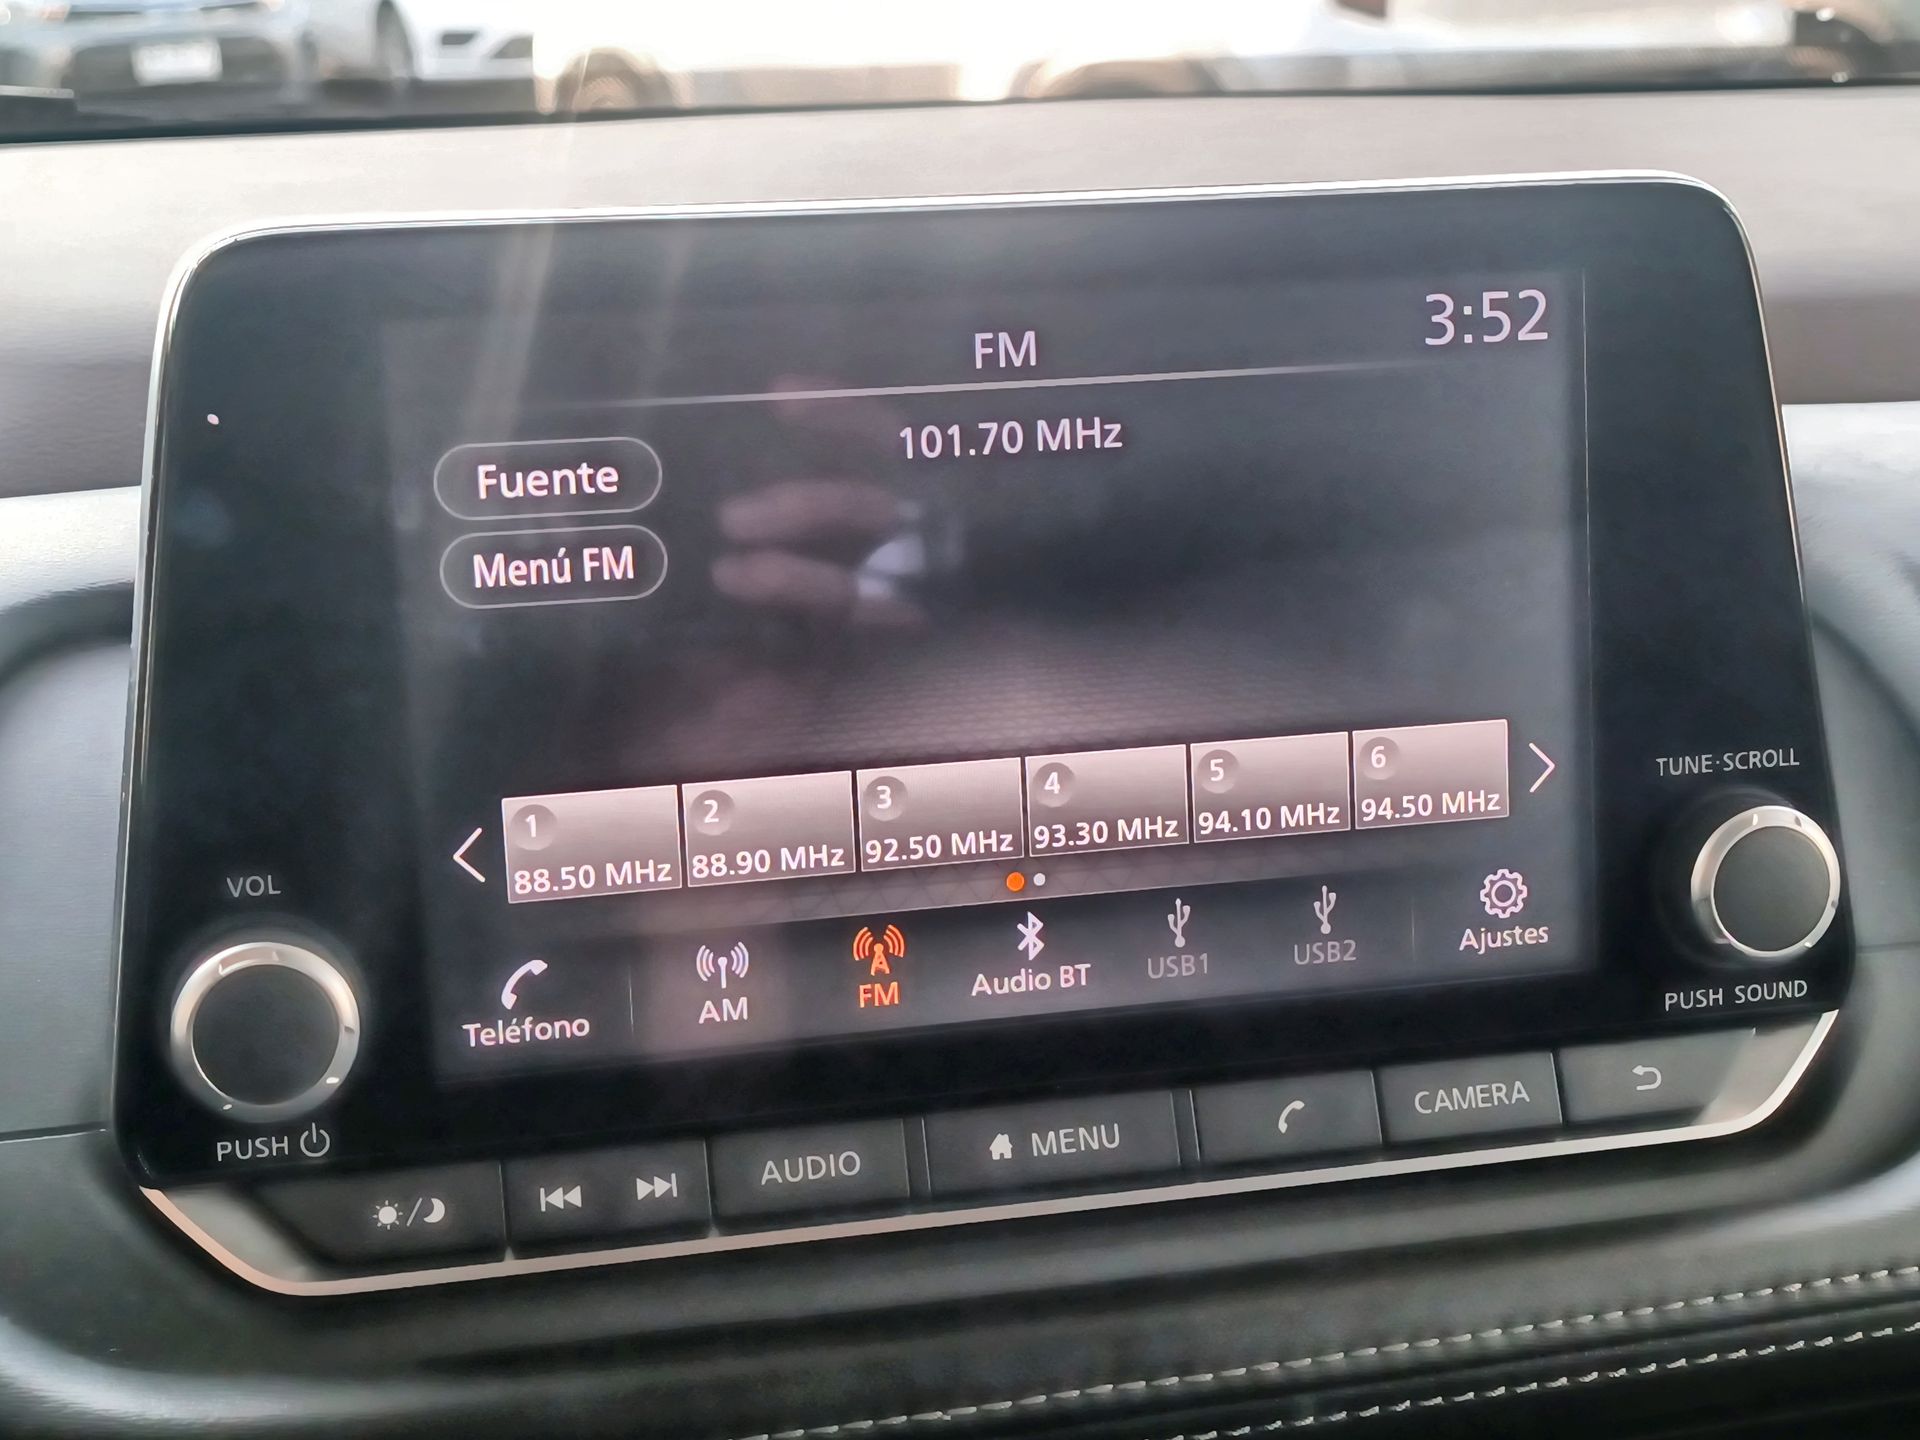 3:52
FM
101.70 MHz
Fuente
Menú FM
1
88.50 MHz
2
88.90 MHz
3
92.50 MHz
4
93.30 MHz
5
94.10 MHz
6
94.50 MHz
Teléfono
AM
FM
Audio BT
USB1
USB2
Ajustes
VOL
PUSH
TUNE·SCROLL
PUSH SOUND
AUDIO
MENU
CAMERA